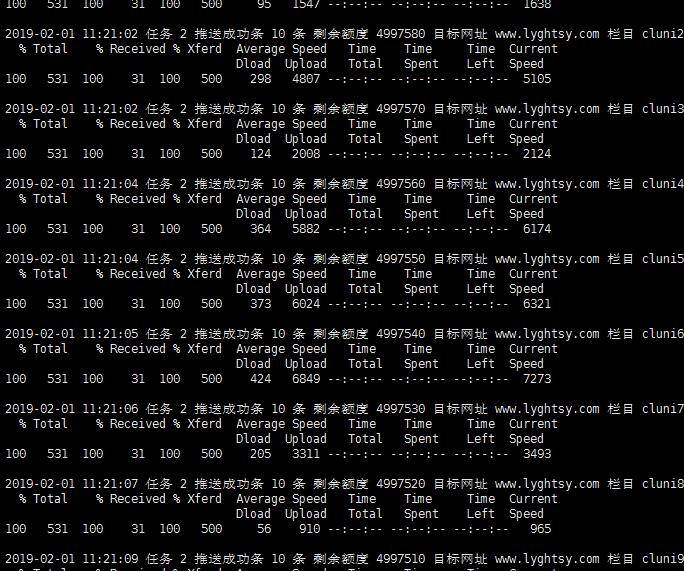 100 531 100 31 100 500 95 1547 --:--:-- --:--:-- --:--:-- 1638
2019-02-01 11:21:02 任务 2 推送成功条 10 条 剩余额度 4997580 目标网址 www.lyghtsy.com 栏目 cluni2
% Total % Received % Xferd Average Speed Time Time Time Current
Dload Upload Total Spent Left Speed
100 531 100 31 100 500 298 4807 --:--:-- --:--:-- --:--:-- 5105
2019-02-01 11:21:02 任务 2 推送成功条 10 条 剩余额度 4997570 目标网址 www.lyghtsy.com 栏目 cluni3
% Total % Received % Xferd Average Speed Time Time Time Current
Dload Upload Total Spent Left Speed
100 531 100 31 100 500 124 2008 --:--:-- --:--:-- --:--:-- 2124
2019-02-01 11:21:04 任务 2 推送成功条 10 条 剩余额度 4997560 目标网址 www.lyghtsy.com 栏目 cluni4
% Total % Received % Xferd Average Speed Time Time Time Current
Dload Upload Total Spent Left Speed
100 531 100 31 100 500 364 5882 --:--:-- --:--:-- --:--:-- 6174
2019-02-01 11:21:04 任务 2 推送成功条 10 条 剩余额度 4997550 目标网址 www.lyghtsy.com 栏目 cluni5
% Total % Received % Xferd Average Speed Time Time Time Current
Dload Upload Total Spent Left Speed
100 531 100 31 100 500 373 6024 --:--:-- --:--:-- --:--:-- 6321
2019-02-01 11:21:05 任务 2 推送成功条 10 条 剩余额度 4997540 目标网址 www.lyghtsy.com 栏目 cluni6
% Total % Received % Xferd Average Speed Time Time Time Current
Dload Upload Total Spent Left Speed
100 531 100 31 100 500 424 6849 --:--:-- --:--:-- --:--:-- 7273
2019-02-01 11:21:06 任务 2 推送成功条 10 条 剩余额度 4997530 目标网址 www.lyghtsy.com 栏目 cluni7
% Total % Received % Xferd Average Speed Time Time Time Current
Dload Upload Total Spent Left Speed
100 531 100 31 100 500 205 3311 --:--:-- --:--:-- --:--:-- 3493
2019-02-01 11:21:07 任务 2 推送成功条 10 条 剩余额度 4997520 目标网址 www.lyghtsy.com 栏目 cluni8
% Total % Received % Xferd Average Speed Time Time Time Current
Dload Upload Total Spent Left Speed
100 531 100 31 100 500 56 910 --:--:-- --:--:-- --:--:-- 965
2019-02-01 11:21:09 任务 2 推送成功条 10 条 剩余额度 4997510 目标网址 www.lyghtsy.com 栏目 cluni9
% Total % Received % Xferd Average Speed Time Time Time Current